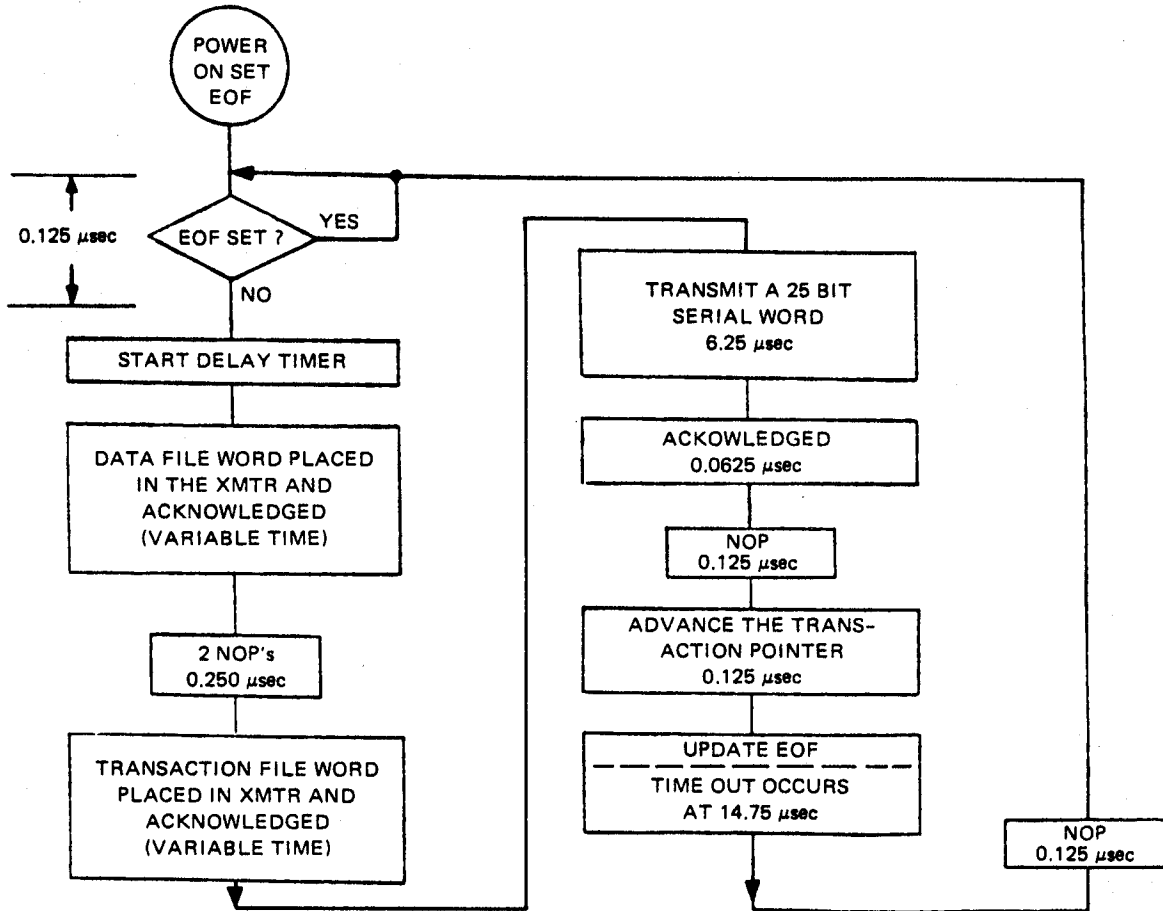 POWER
ON SET
EOF
0.125 μsec
EOF SET ?
YES
NO
START DELAY TIMER
DATA FILE WORD PLACED
IN THE XMTR AND
ACKNOWLEDGED
(VARIABLE TIME)
2 NOP's
0.250 μsec
TRANSACTION FILE WORD
PLACED IN XMTR AND
ACKNOWLEDGED
(VARIABLE TIME)
TRANSMIT A 25 BIT
SERIAL WORD
6.25 μsec
ACKOWLEDGED
0.0625 μsec
NOP
0.125 μsec
ADVANCE THE TRANS-
ACTION POINTER
0.125 μsec
UPDATE EOF
TIME OUT OCCURS
AT 14.75 μsec
NOP
0.125 μsec